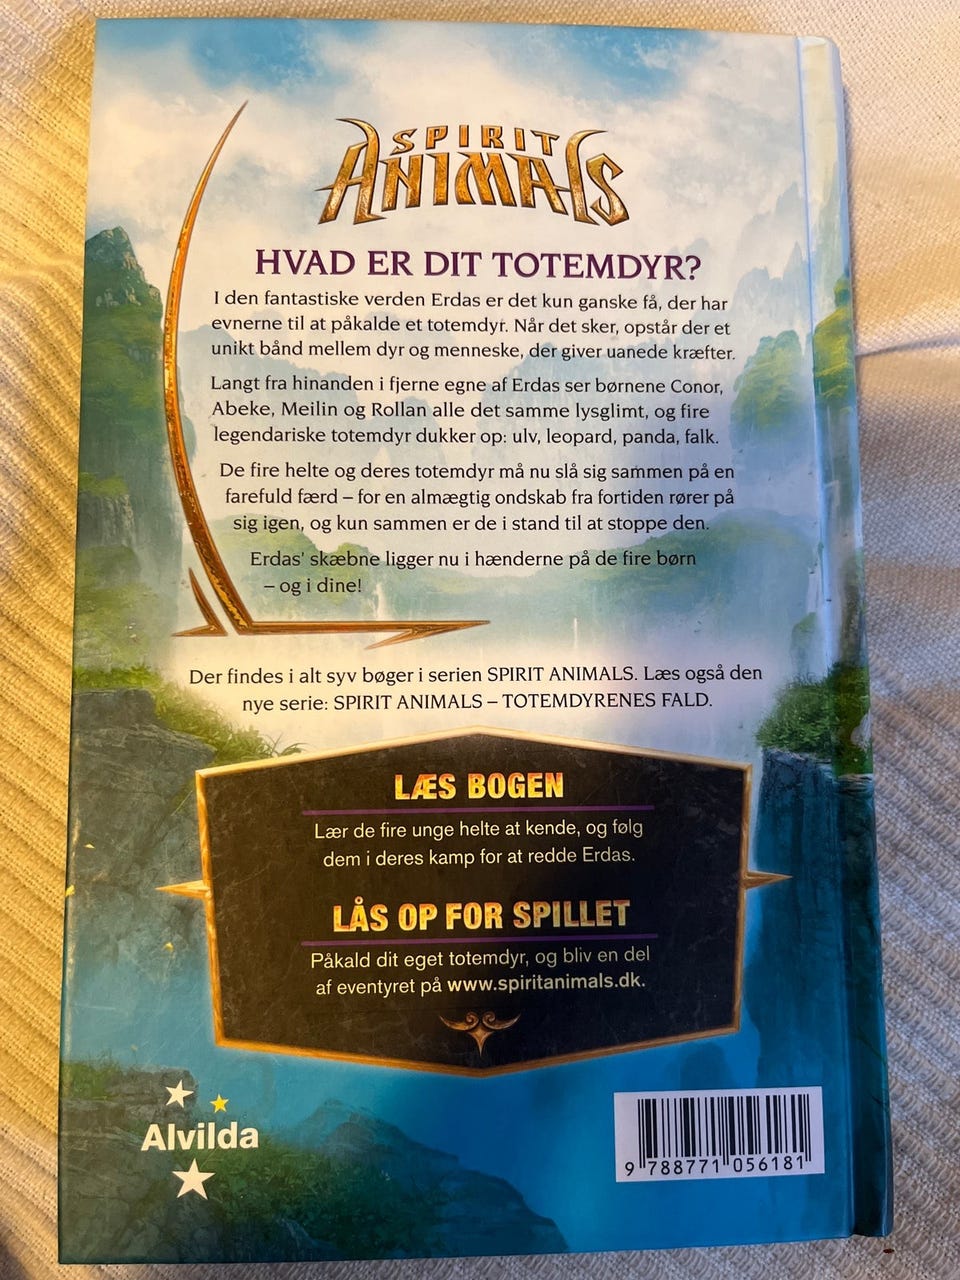 SPIRIT
ANIMALS
HVAD ER DIT TOTEMDYR?
I den fantastiske verden Erdas er det kun ganske få, der har
evnerne til at påkalde et totemdyr. Når det sker, opstår der et
unikt bånd mellem dyr og menneske, der giver uanede kræfter.
Langt fra hinanden i fjerne egne af Erdas ser børnene Conor,
Abeke, Meilin og Rollan alle det samme lysglimt, og fire
legendariske totemdyr dukker op: ulv, leopard, panda, falk.
De fire helte og deres totemdyr må nu slå sig sammen på en
farefuld færd – for en almægtig ondskab fra fortiden rører på
sig igen, og kun sammen er de i stand til at stoppe den.
Erdas' skæbne ligger nu i hænderne på de fire børn
– og i dine!
Der findes i alt syv bøger i serien SPIRIT ANIMALS. Læs også den
nye serie: SPIRIT ANIMALS – TOTEMDYRENES FALD.
LÆS BOGEN
Lær de fire unge helte at kende, og følg
dem i deres kamp for at redde Erdas.
LÅS OP FOR SPILLET
Påkald dit eget totemdyr, og bliv en del
af eventyret på www.spiritanimals.dk.
Alvilda
9 788771 056181